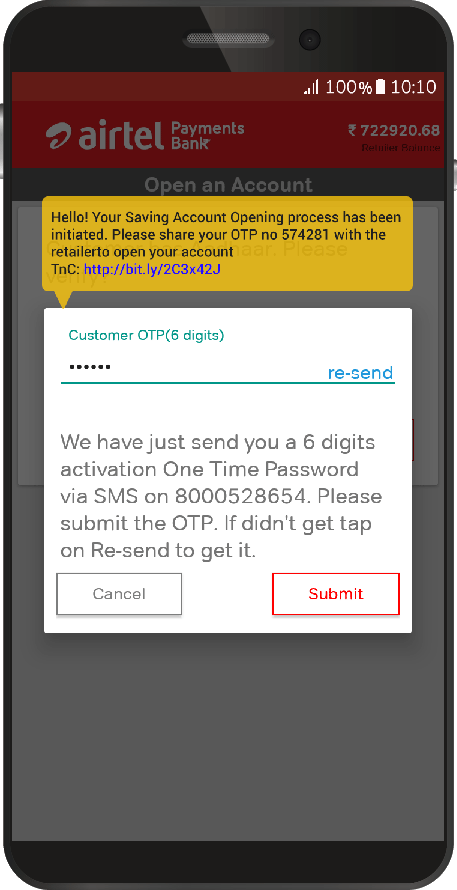 100% 10:10
airtel Payments Bank
₹ 722920.68
Retailer Balance
Open an Account
Hello! Your Saving Account Opening process has been
initiated. Please share your OTP no 574281 with the
retailerto open your account
TnC: http://bit.ly/2C3x42J
Customer OTP(6 digits)
••••••
re-send
We have just send you a 6 digits
activation One Time Password
via SMS on 8000528654. Please
submit the OTP. If didn't get tap
on Re-send to get it.
Cancel
Submit